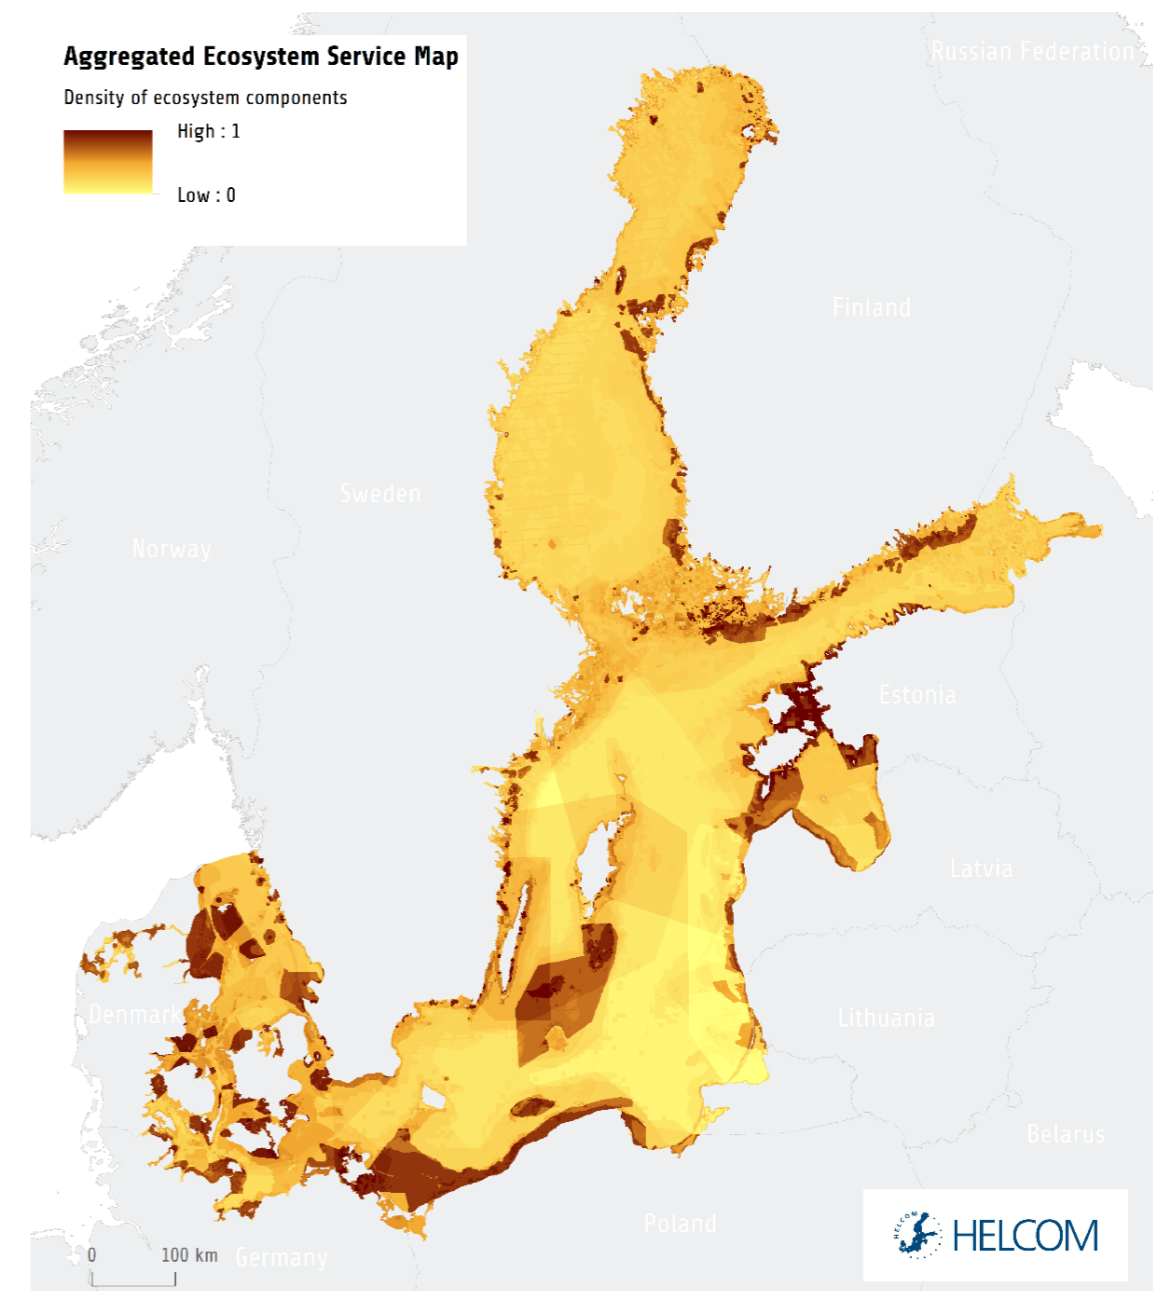 Aggregated Ecosystem Service Map
Density of ecosystem components
High : 1
Low : 0
Russian Federation
Finland
Sweden
Norway
Estonia
Latvia
Denmark
Lithuania
Belarus
Poland
Germany
0 100 km
HELCOM
HELCOM